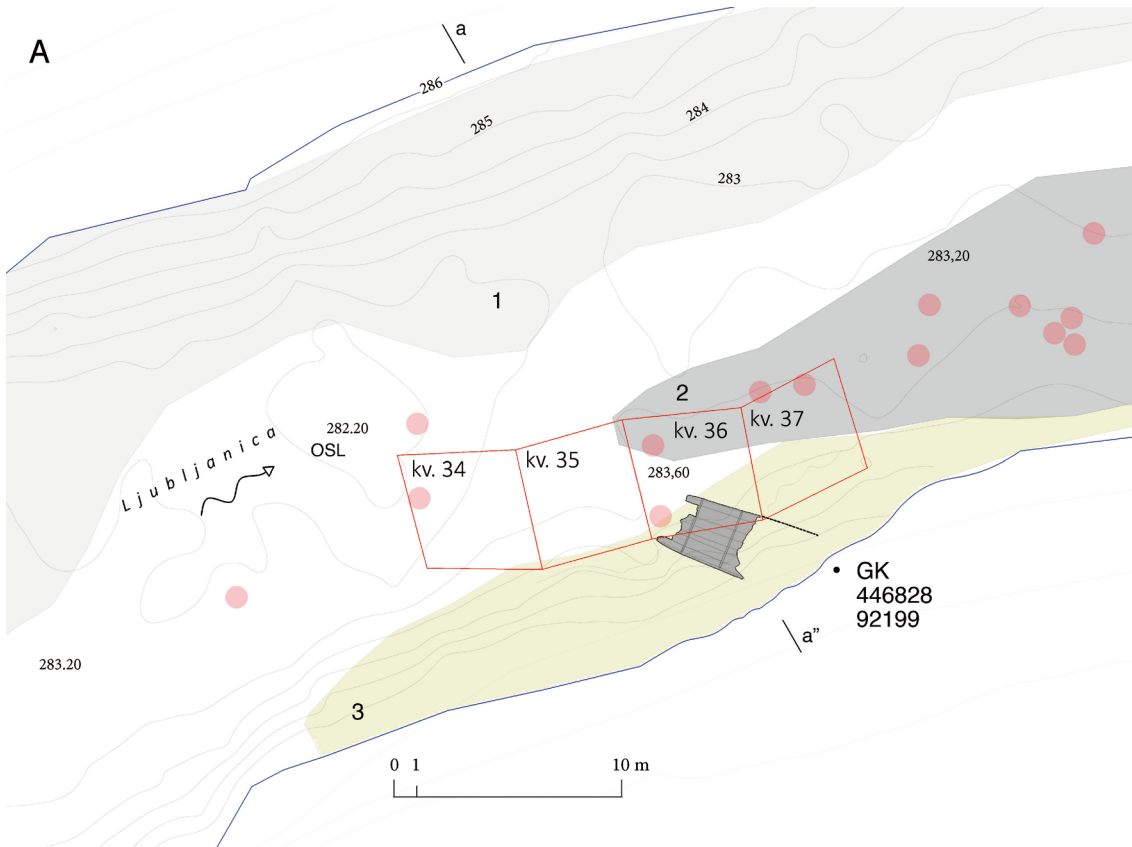 A
a
286
285
284
283
283,20
1
2
Ljubljanica
282,20
OSL
kv. 34
kv. 35
kv. 36
kv. 37
283,60
GK
446828
92199
a”
283.20
3
0 1 10 m